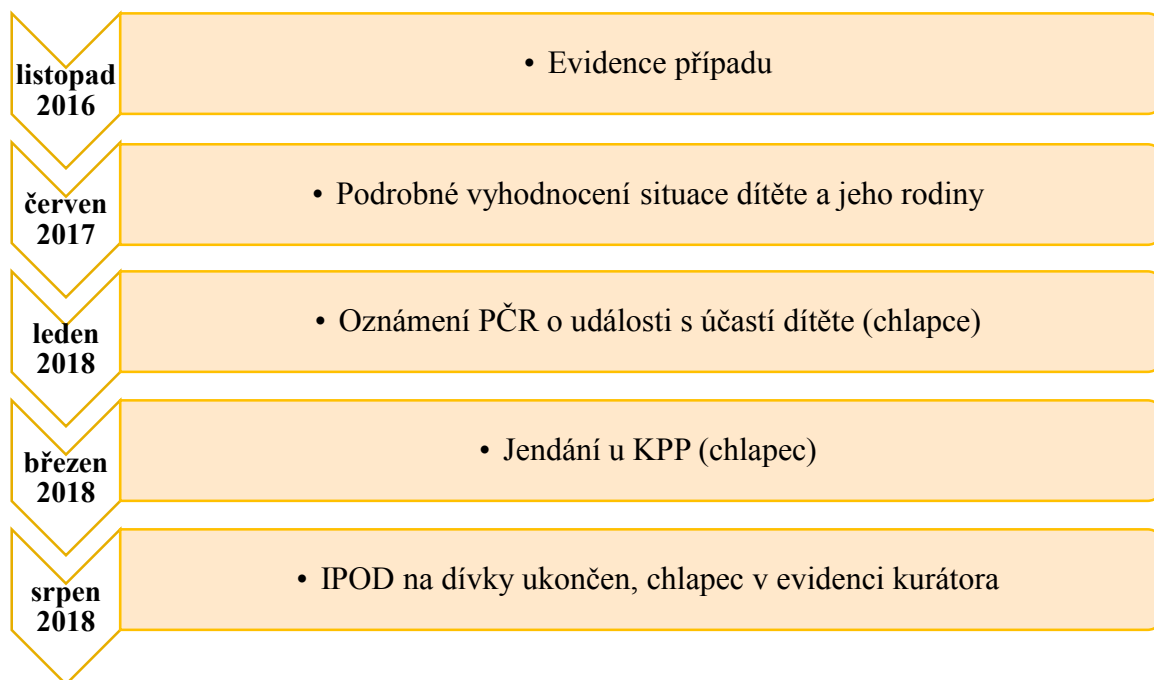 listopad
2016
• Evidence případu
červen
2017
• Podrobné vyhodnocení situace dítěte a jeho rodiny
leden
2018
• Oznámení PČR o události s účastí dítěte (chlapce)
březen
2018
• Jendání u KPP (chlapec)
srpen
2018
• IPOD na dívky ukončen, chlapec v evidenci kurátora